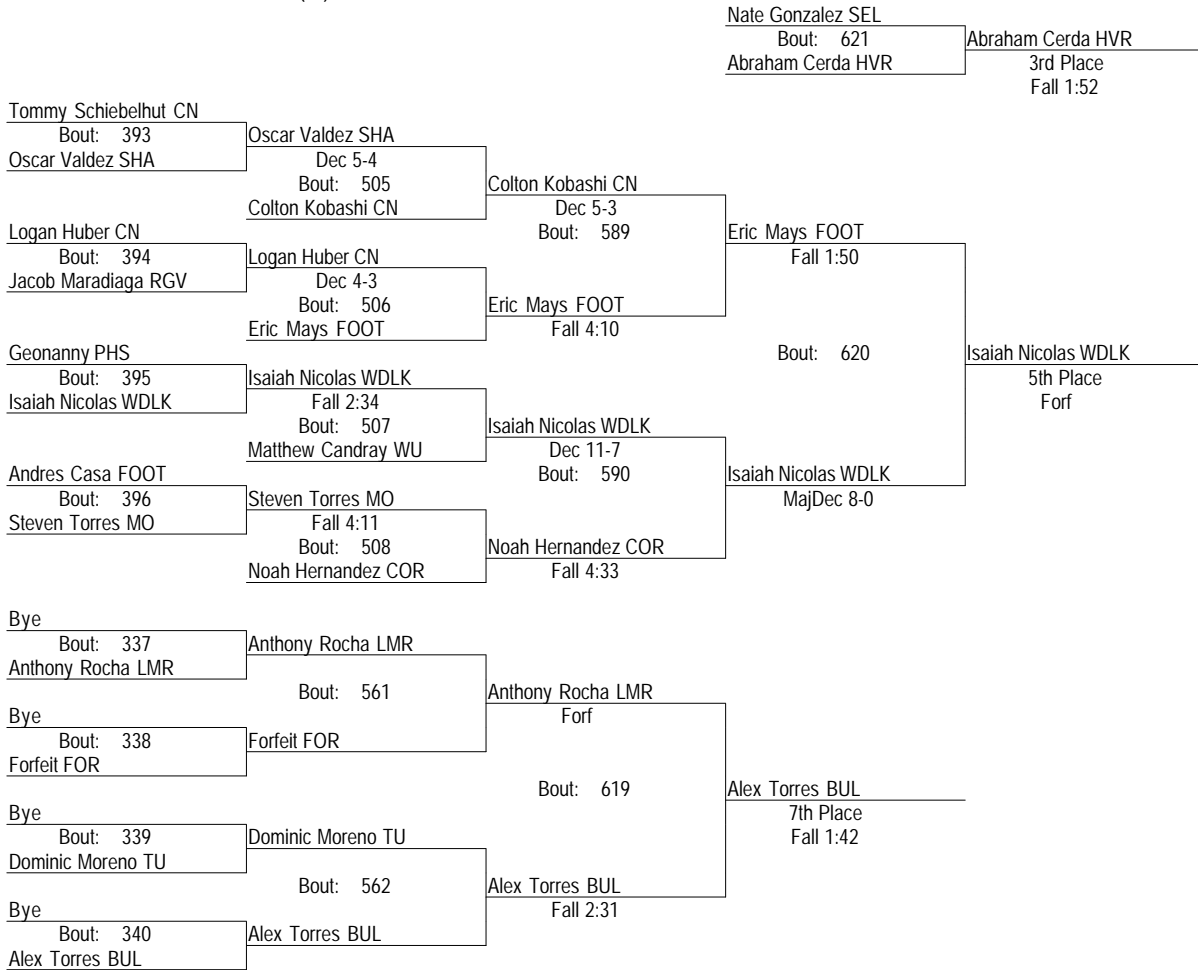 Nate Gonzalez SEL
Bout: 621
Abraham Cerda HVR
Abraham Cerda HVR
3rd Place
Fall 1:52
Tommy Schiebelhut CN
Bout: 393
Oscar Valdez SHA
Oscar Valdez SHA
Dec 5-4
Bout: 505
Colton Kobashi CN
Colton Kobashi CN
Dec 5-3
Bout: 589
Logan Huber CN
Bout: 394
Jacob Maradiaga RGV
Logan Huber CN
Dec 4-3
Bout: 506
Eric Mays FOOT
Eric Mays FOOT
Fall 4:10
Eric Mays FOOT
Fall 1:50
Bout: 620
Isaiah Nicolas WDLK
5th Place
Forf
Geonanny PHS
Bout: 395
Isaiah Nicolas WDLK
Isaiah Nicolas WDLK
Fall 2:34
Bout: 507
Matthew Candray WU
Isaiah Nicolas WDLK
Dec 11-7
Bout: 590
Isaiah Nicolas WDLK
MajDec 8-0
Andres Casa FOOT
Bout: 396
Steven Torres MO
Steven Torres MO
Fall 4:11
Bout: 508
Noah Hernandez COR
Noah Hernandez COR
Fall 4:33
Bye
Bout: 337
Anthony Rocha LMR
Anthony Rocha LMR
Bout: 561
Anthony Rocha LMR
Forf
Bye
Bout: 338
Forfeit FOR
Forfeit FOR
Bout: 619
Alex Torres BUL
7th Place
Fall 1:42
Bye
Bout: 339
Dominic Moreno TU
Dominic Moreno TU
Bout: 562
Alex Torres BUL
Fall 2:31
Bye
Bout: 340
Alex Torres BUL
Alex Torres BUL